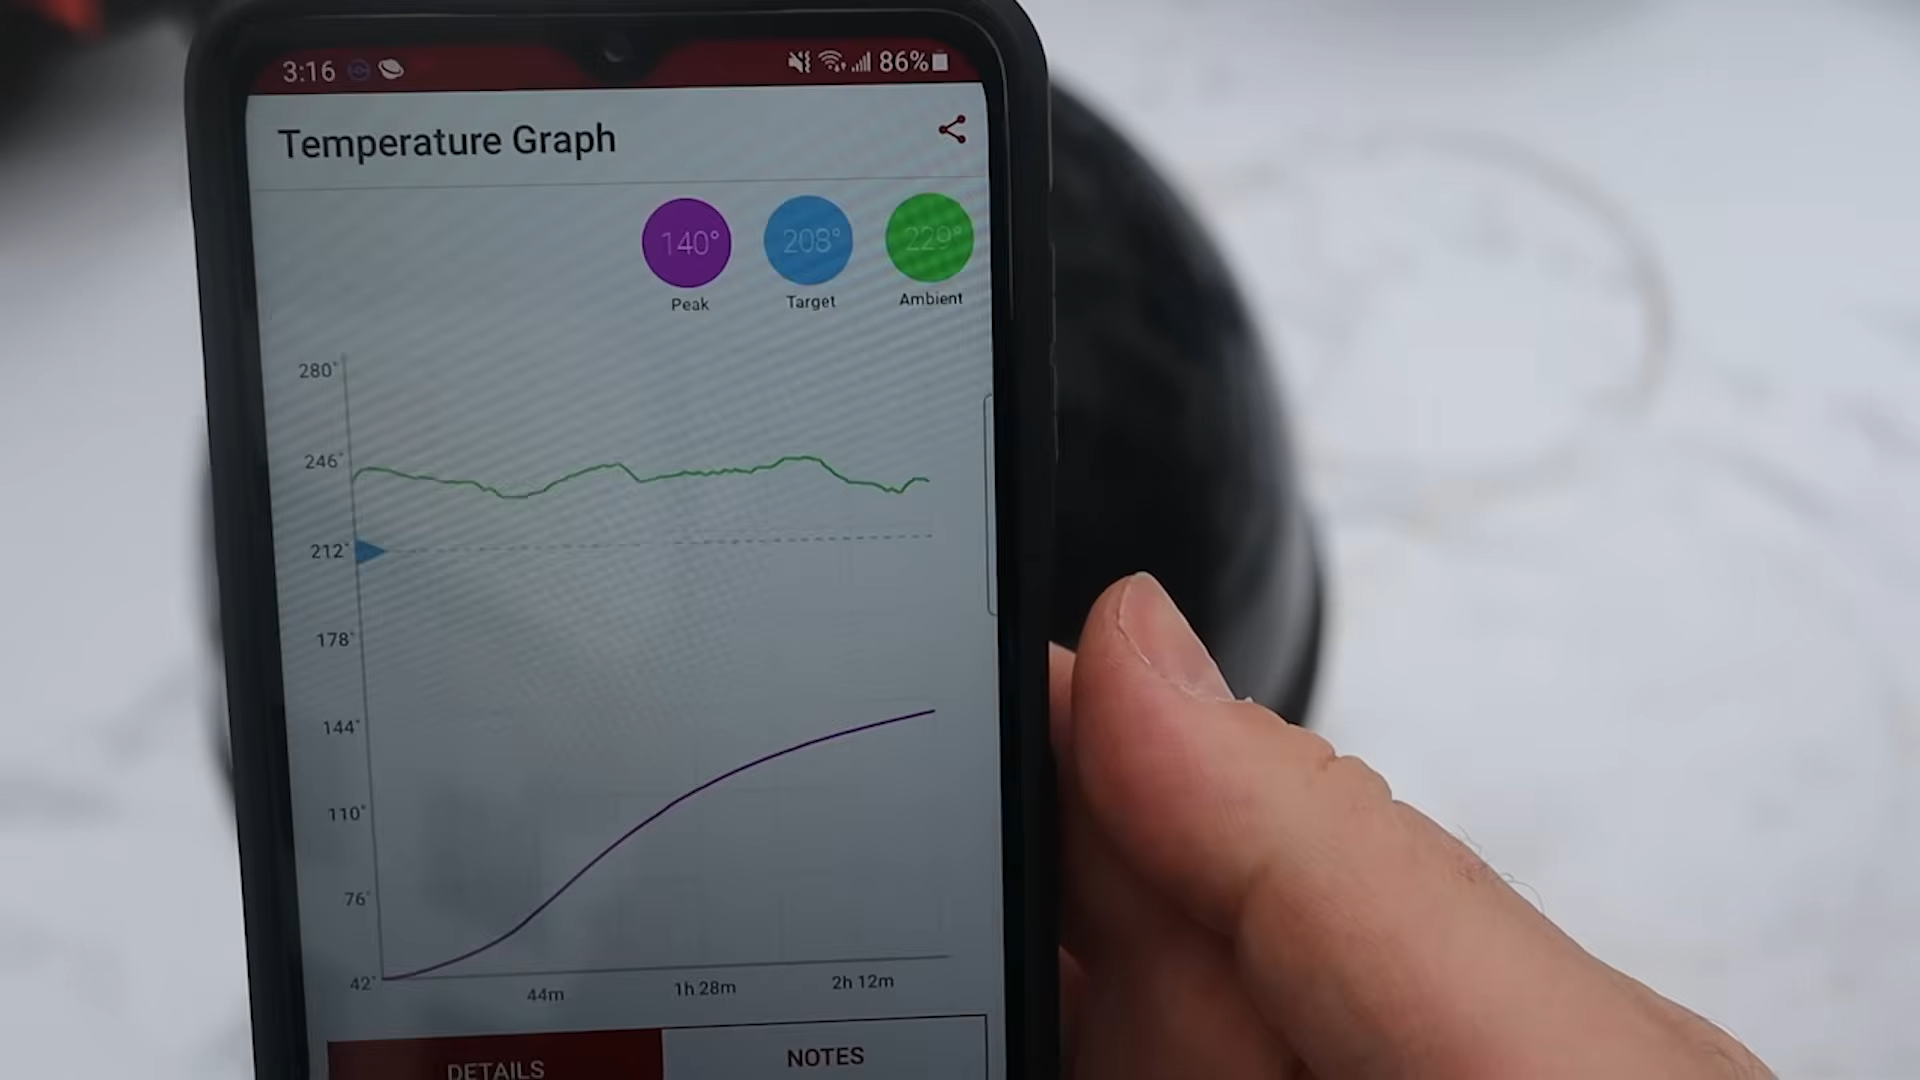 3:16 86%
Temperature Graph
140° 208° 229°
Peak Target Ambient
280°
246°
212°
178°
144°
110°
76°
42°
44m 1h 28m 2h 12m
DETAILS NOTES